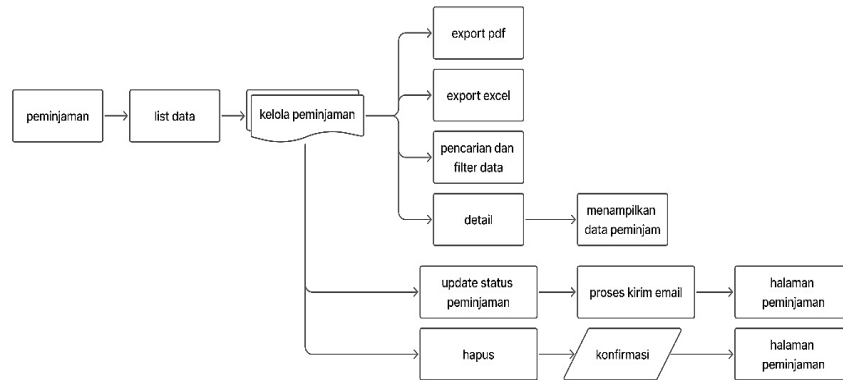 export pdf
export excel
peminjaman
list data
kelola peminjaman
pencarian dan
filter data
detail
menampilkan
data peminjam
update status
peminjaman
proses kirim email
halaman
peminjaman
hapus
konfirmasi
halaman
peminjaman